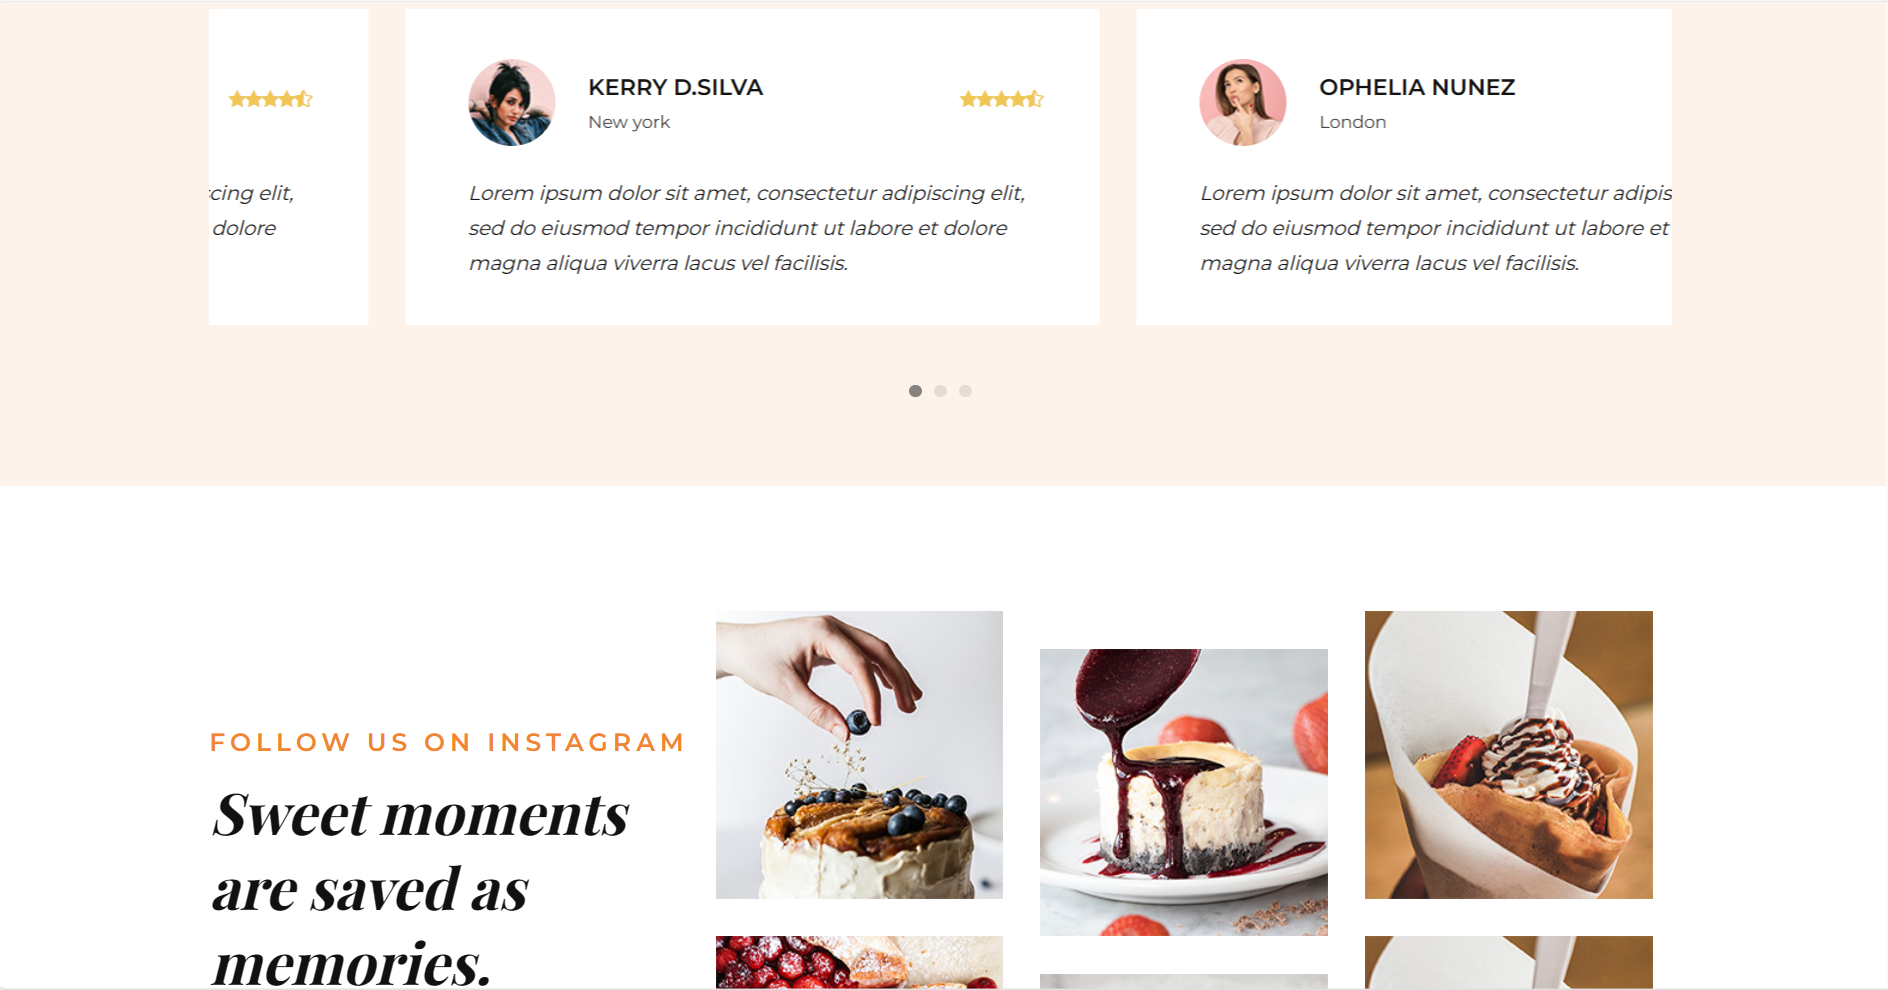 cing elit,
dolore
KERRY D.SILVA
New york
Lorem ipsum dolor sit amet, consectetur adipiscing elit,
sed do eiusmod tempor incididunt ut labore et dolore
magna aliqua viverra lacus vel facilisis.
OPHELIA NUNEZ
London
Lorem ipsum dolor sit amet, consectetur adipis
sed do eiusmod tempor incididunt ut labore et
magna aliqua viverra lacus vel facilisis.
FOLLOW US ON INSTAGRAM
Sweet moments
are saved as
memories.